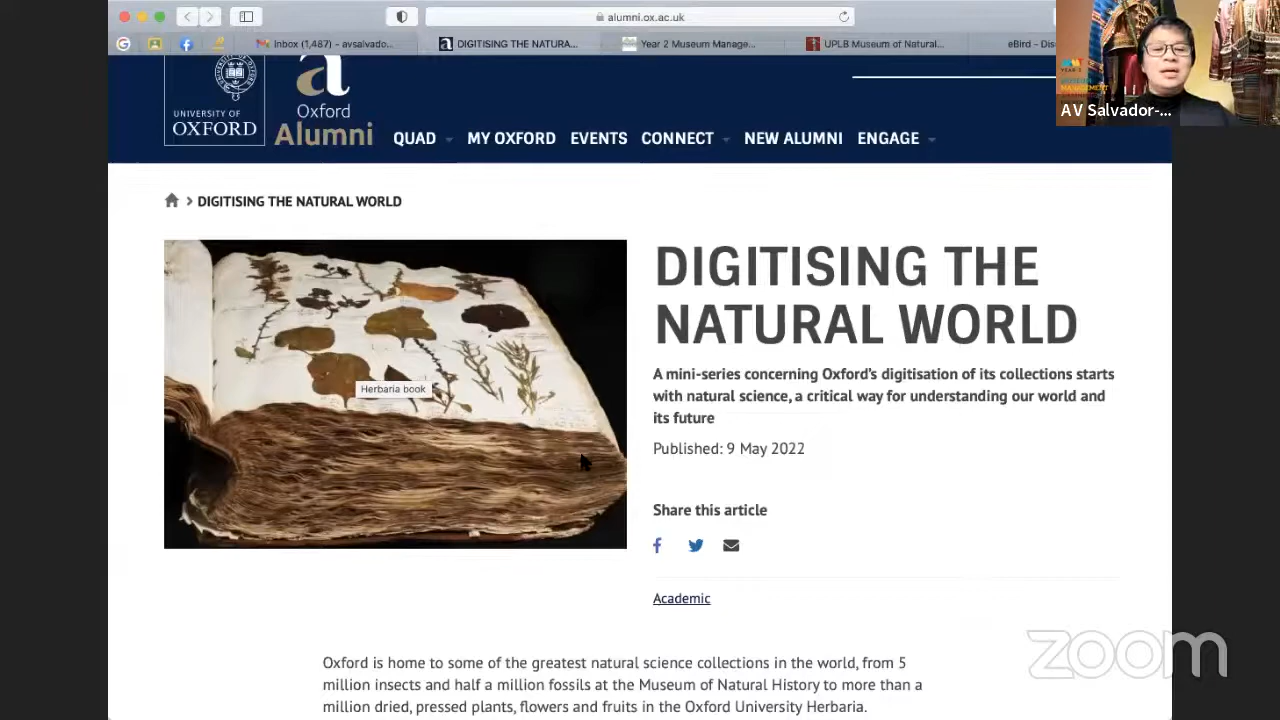 alumni.ox.ac.uk
Inbox (1,487) - avsalvado...
DIGITISING THE NATURA...
Year 2 Museum Manage...
UPLB Museum of Natural...
eBird - Dis
UNIVERSITY OF
OXFORD
a
Oxford
Alumni
QUAD
MY OXFORD
EVENTS
CONNECT
NEW ALUMNI
ENGAGE
YEAR 2
MANAGEMENT
A V Salvador-...
> DIGITISING THE NATURAL WORLD
Herbaria book
DIGITISING THE
NATURAL WORLD
A mini-series concerning Oxford's digitisation of its collections starts
with natural science, a critical way for understanding our world and
its future
Published: 9 May 2022
Share this article
Academic
Oxford is home to some of the greatest natural science collections in the world, from 5
million insects and half a million fossils at the Museum of Natural History to more than a
million dried, pressed plants, flowers and fruits in the Oxford University Herbaria.
zoom